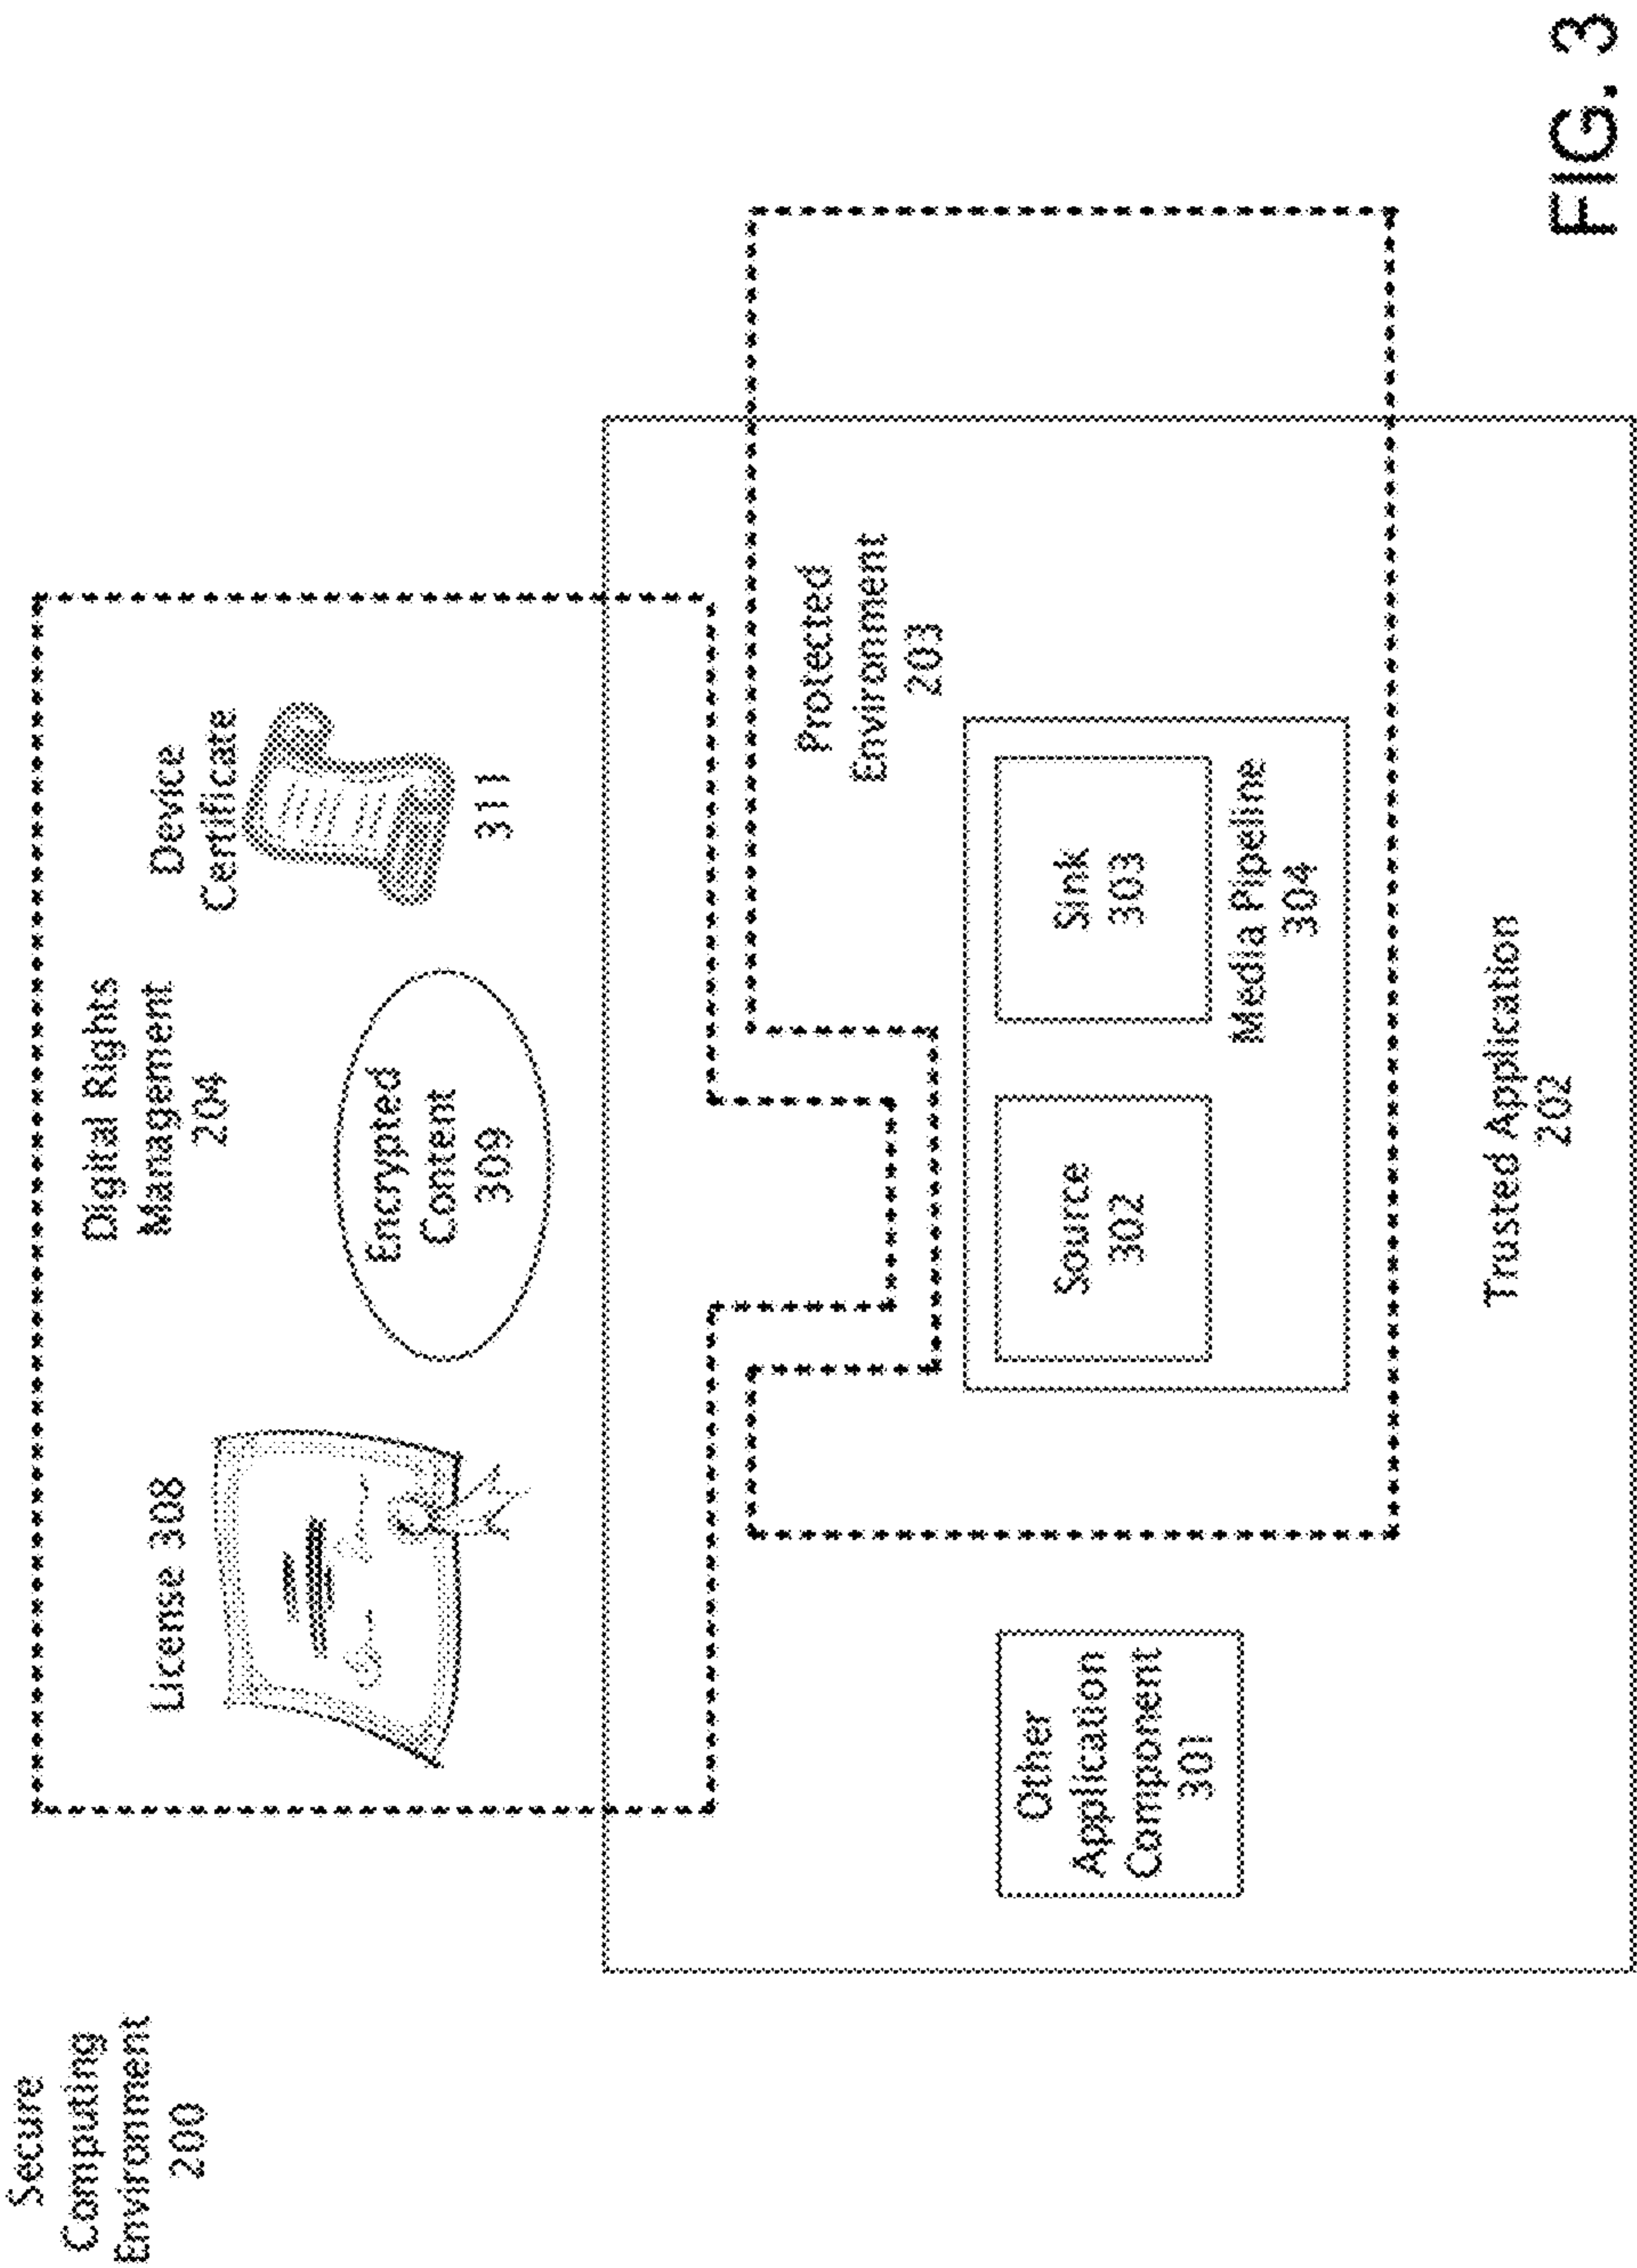 Secure
Computing
Environment
200
Digital Rights
Management
204
License 308
Encrypted
Content
309
Device
Certificate
311
Protected
Environment
203
Other
Application
Component
301
Source
302
Sink
303
Media Pipeline
304
Trusted Application
202
FIG. 3